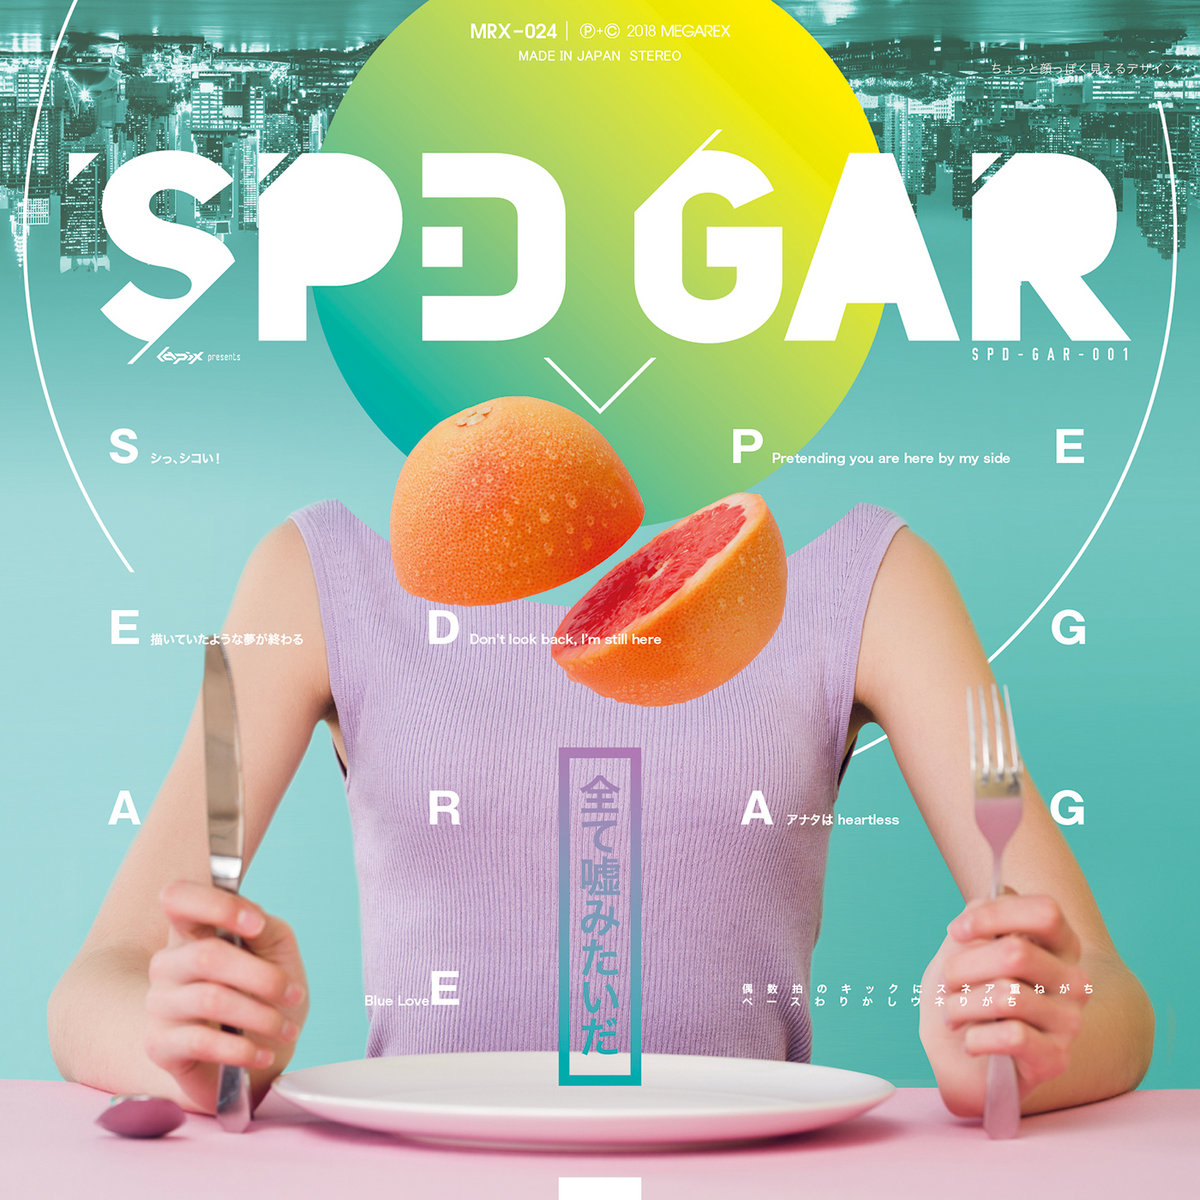 MRX-024 | Ⓟ+Ⓒ 2018 MEGAREX
MADE IN JAPAN STEREO
ちょっと顔っぽく見えるデザイン
SPD GAR
lapix presents
SPD-GAR-001
S シっ、シコい！
P Pretending you are here by my side
E
E 描いていたような夢が終わる
D Don't look back, I'm still here
G
A
R
A アナタは heartless
G
Blue Love E
全て嘘みたいだ
偶数拍のキックにスネア重ねがち
ベースわりかしウネりがち